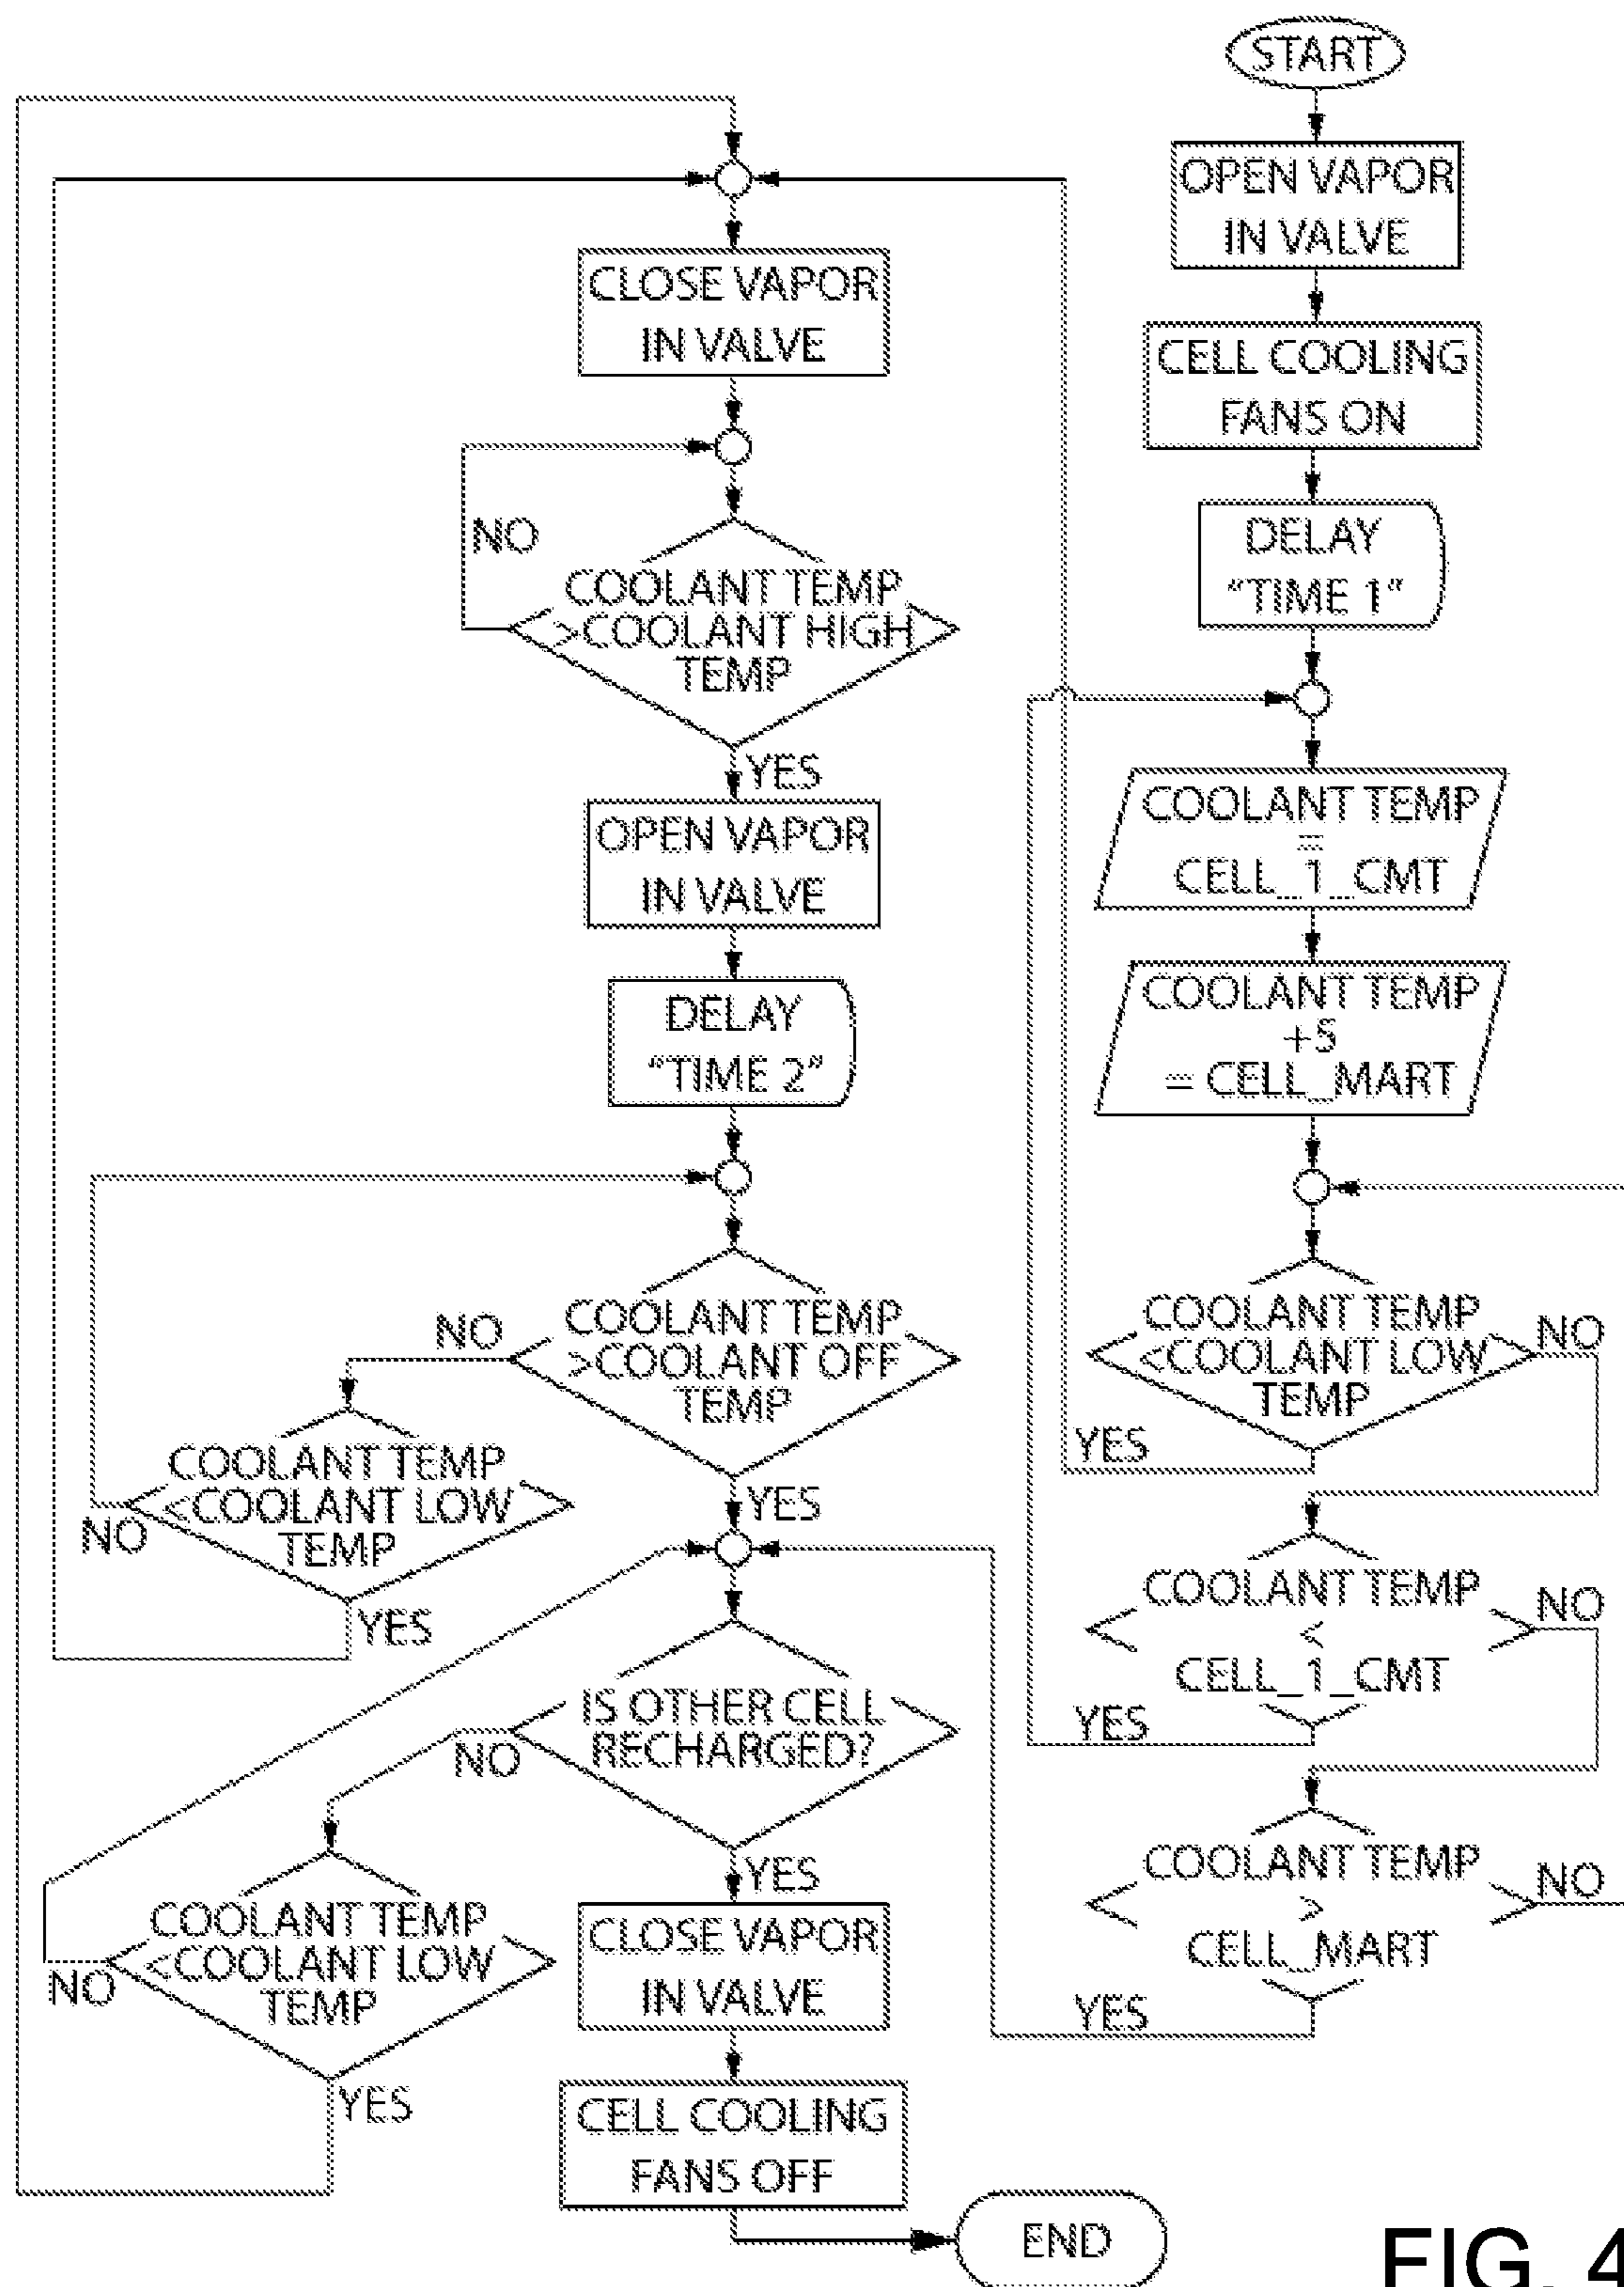 START
OPEN VAPOR
IN VALVE
CELL COOLING
FANS ON
DELAY
"TIME 1"
COOLANT TEMP
=
CELL_1_CMT
COOLANT TEMP
+5
= CELL_MART
COOLANT TEMP
<COOLANT LOW
TEMP
NO
YES
COOLANT TEMP
<
CELL_1_CMT
NO
YES
COOLANT TEMP
>
CELL_MART
NO
YES
CLOSE VAPOR
IN VALVE
NO
COOLANT TEMP
>COOLANT HIGH
TEMP
YES
OPEN VAPOR
IN VALVE
DELAY
"TIME 2"
NO
COOLANT TEMP
>COOLANT OFF
TEMP
YES
COOLANT TEMP
<COOLANT LOW
TEMP
NO
YES
IS OTHER CELL
RECHARGED?
NO
YES
COOLANT TEMP
<COOLANT LOW
TEMP
NO
YES
CLOSE VAPOR
IN VALVE
CELL COOLING
FANS OFF
END
FIG. 4